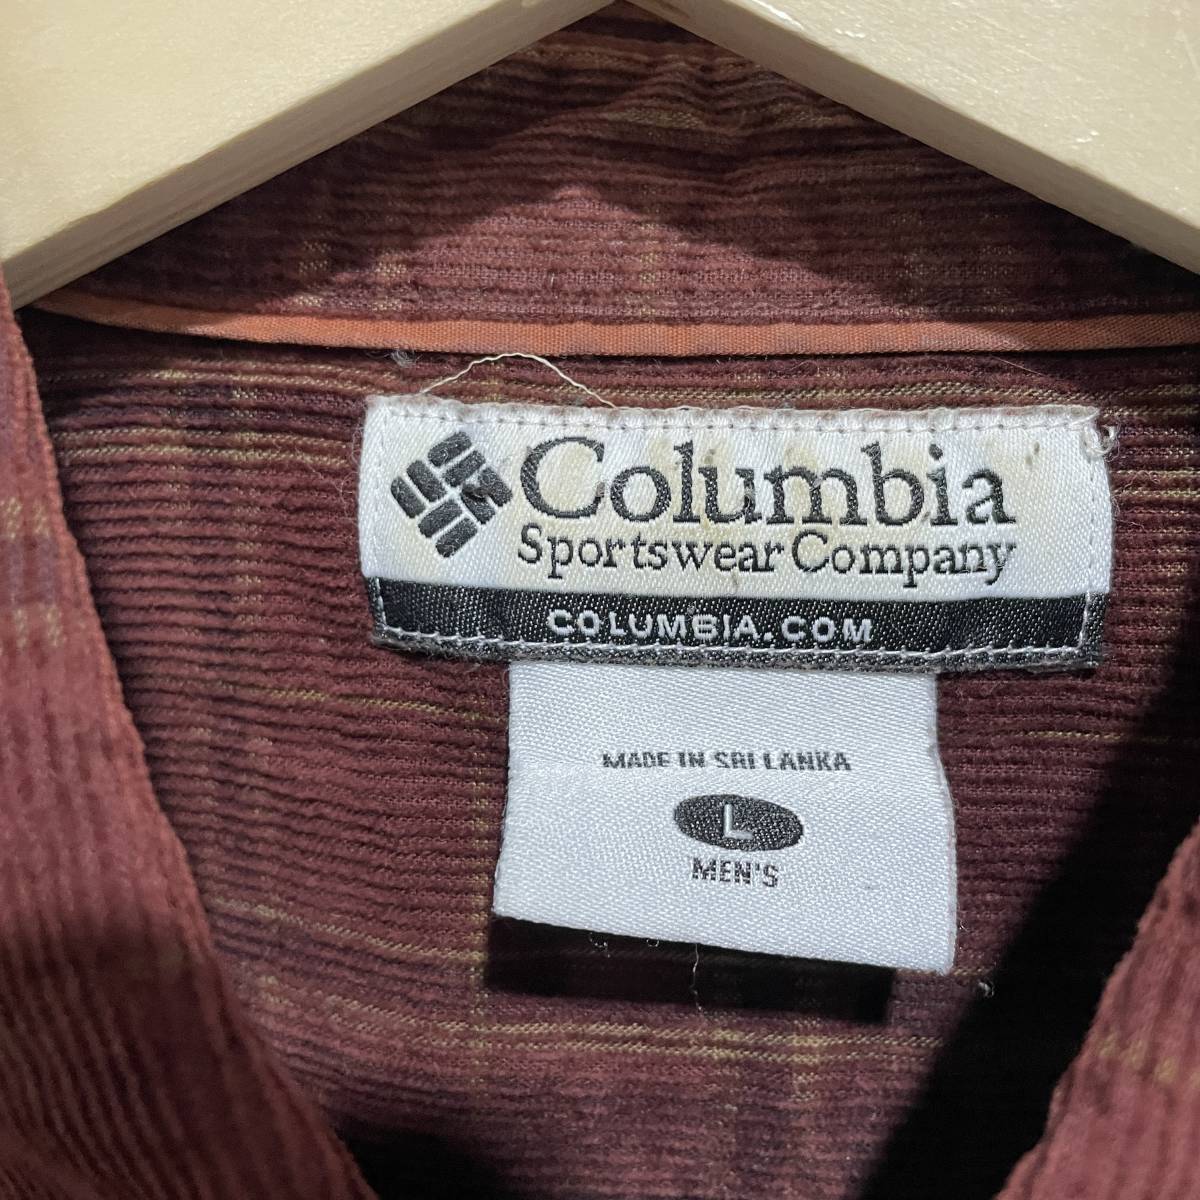 Columbia
Sportswear Company
COLUMBIA.COM
MADE IN SRI LANKA
L
MEN'S